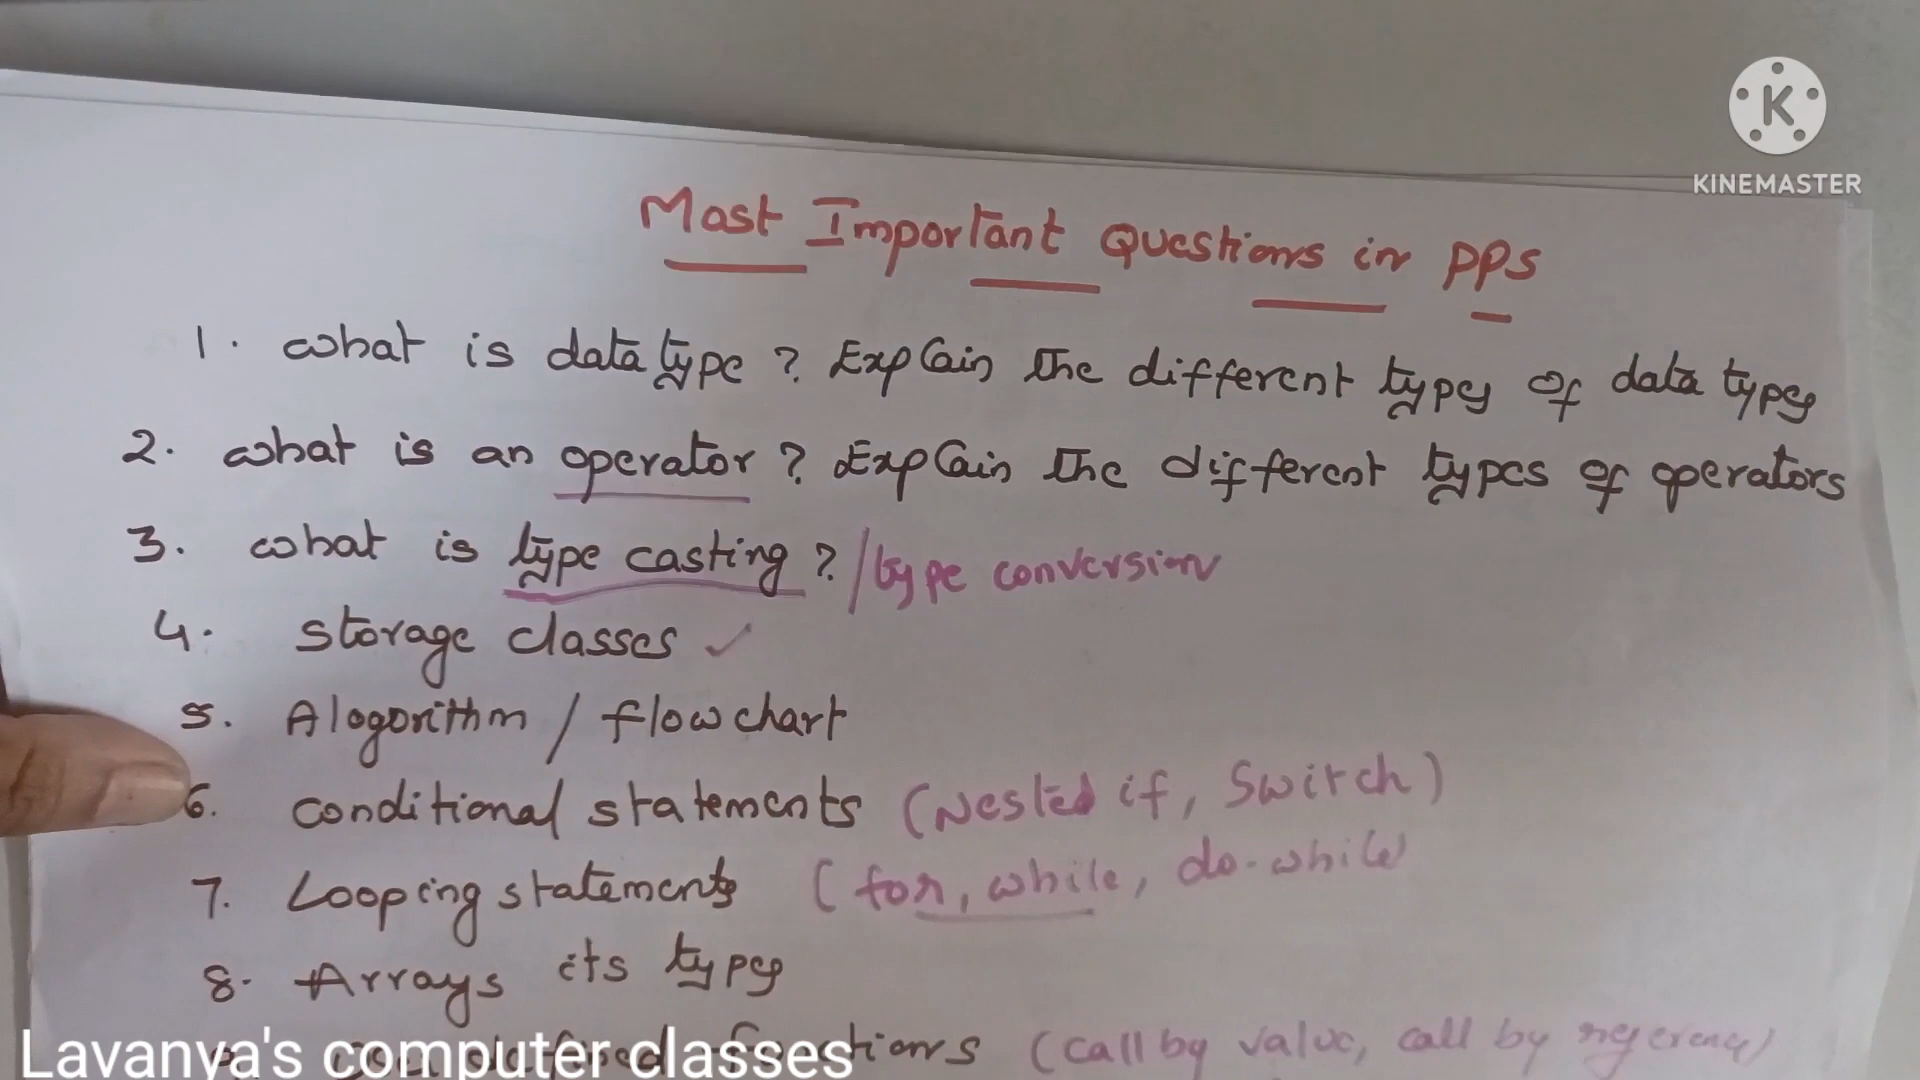 KINEMASTER
Most Important Questions in PPS
1. What is data type ? Explain the different types of data types
2. What is an operator ? Explain the different types of operators
3. What is type casting ? / type conversion
4. Storage classes ✓
5. Alogorithm / flowchart
6. Conditional statements (Nested if, Switch)
7. Looping statements (for, while, do-while)
8. Arrays its types
(call by value, call by reference)
Lavanya's computer classes